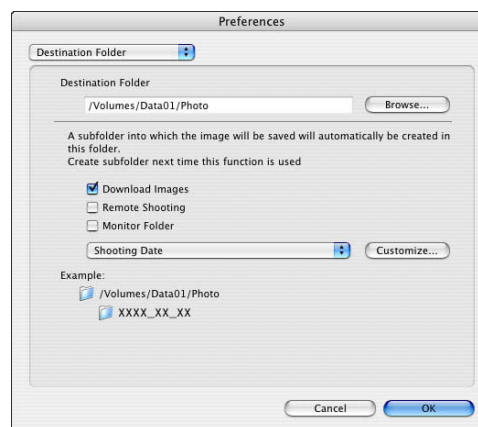 Preferences
Destination Folder
Destination Folder
/Volumes/Data01/Photo
Browse...
A subfolder into which the image will be saved will automatically be created in
this folder.
Create subfolder next time this function is used
Download Images
Remote Shooting
Monitor Folder
Shooting Date
Customize...
Example:
/Volumes/Data01/Photo
XXXX_XX_XX
Cancel
OK